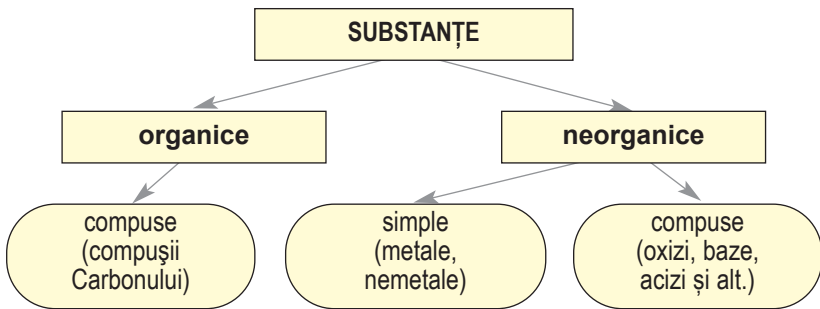 SUBSTANȚE
organice
neorganice
compuse
(compuşii
Carbonului)
simple
(metale,
nemetale)
compuse
(oxizi, baze,
acizi și alt.)